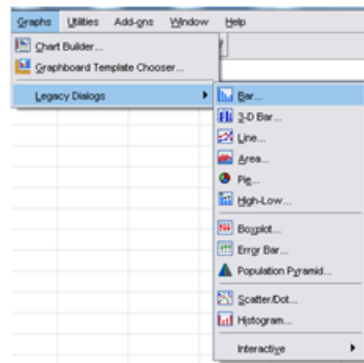 Graphs Utilities Add-ons Window Help
Chart Builder...
Graphboard Template Chooser...
Legacy Dialogs
Bar...
3-D Bar...
Line...
Area...
Pie...
High-Low...
Boxplot...
Error Bar...
Population Pyramid...
Scatter/Dot...
Histogram...
Interactive